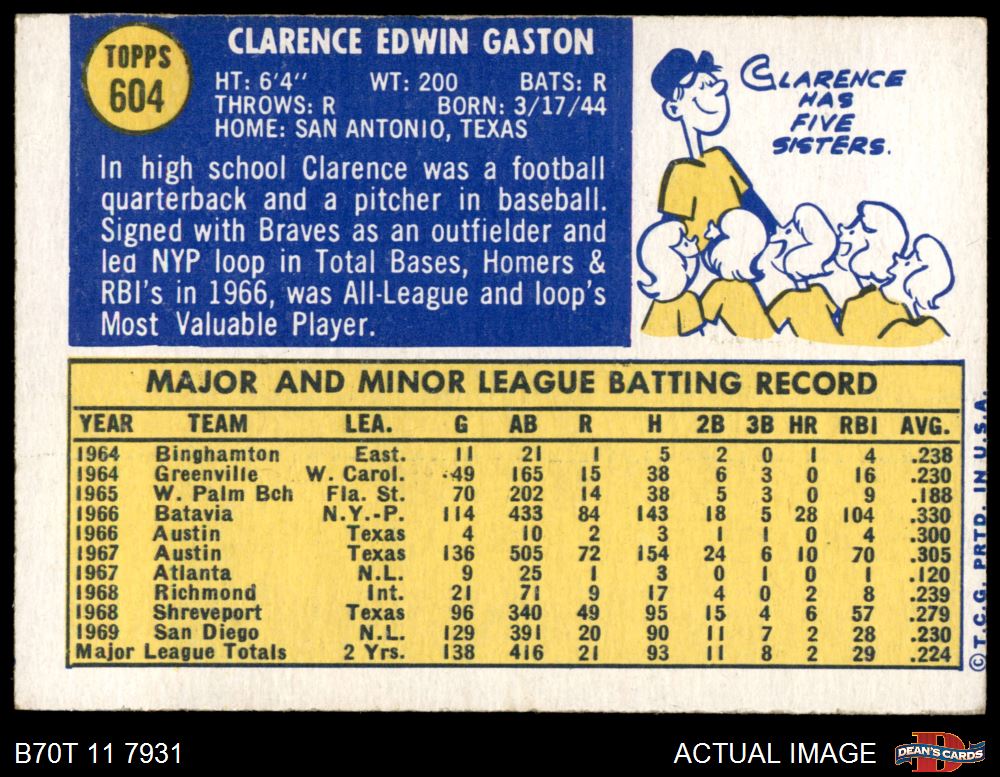 TOPPS
604
CLARENCE EDWIN GASTON
HT: 6'4" WT: 200 BATS: R
THROWS: R BORN: 3/17/44
HOME: SAN ANTONIO, TEXAS
In high school Clarence was a football
quarterback and a pitcher in baseball.
Signed with Braves as an outfielder and
led NYP loop in Total Bases, Homers &
RBI's in 1966, was All-League and loop's
Most Valuable Player.
CLARENCE
HAS
FIVE
SISTERS.
MAJOR AND MINOR LEAGUE BATTING RECORD
YEAR TEAM LEA. G AB R H 2B 3B HR RBI AVG.
1964 Binghamton East. 11 21 1 5 2 0 1 4 .238
1964 Greenville W. Carol. 49 165 15 38 6 3 0 16 .230
1965 W. Palm Bch Fla. St. 70 202 14 38 5 3 0 9 .188
1966 Batavia N.Y.-P. 114 433 84 143 18 5 28 104 .330
1966 Austin Texas 4 10 2 3 1 1 0 4 .300
1967 Austin Texas 136 505 72 154 24 6 10 70 .305
1967 Atlanta N.L. 9 25 1 3 0 1 0 1 .120
1968 Richmond Int. 21 71 9 17 4 0 2 8 .239
1968 Shreveport Texas 96 340 49 95 15 4 6 57 .279
1969 San Diego N.L. 129 391 20 90 11 7 2 28 .230
Major League Totals 2 Yrs. 138 416 21 93 11 8 2 29 .224
© T.C.G. PRTD. IN U.S.A.
B70T 11 7931
ACTUAL IMAGE
D
DEAN'S CARDS